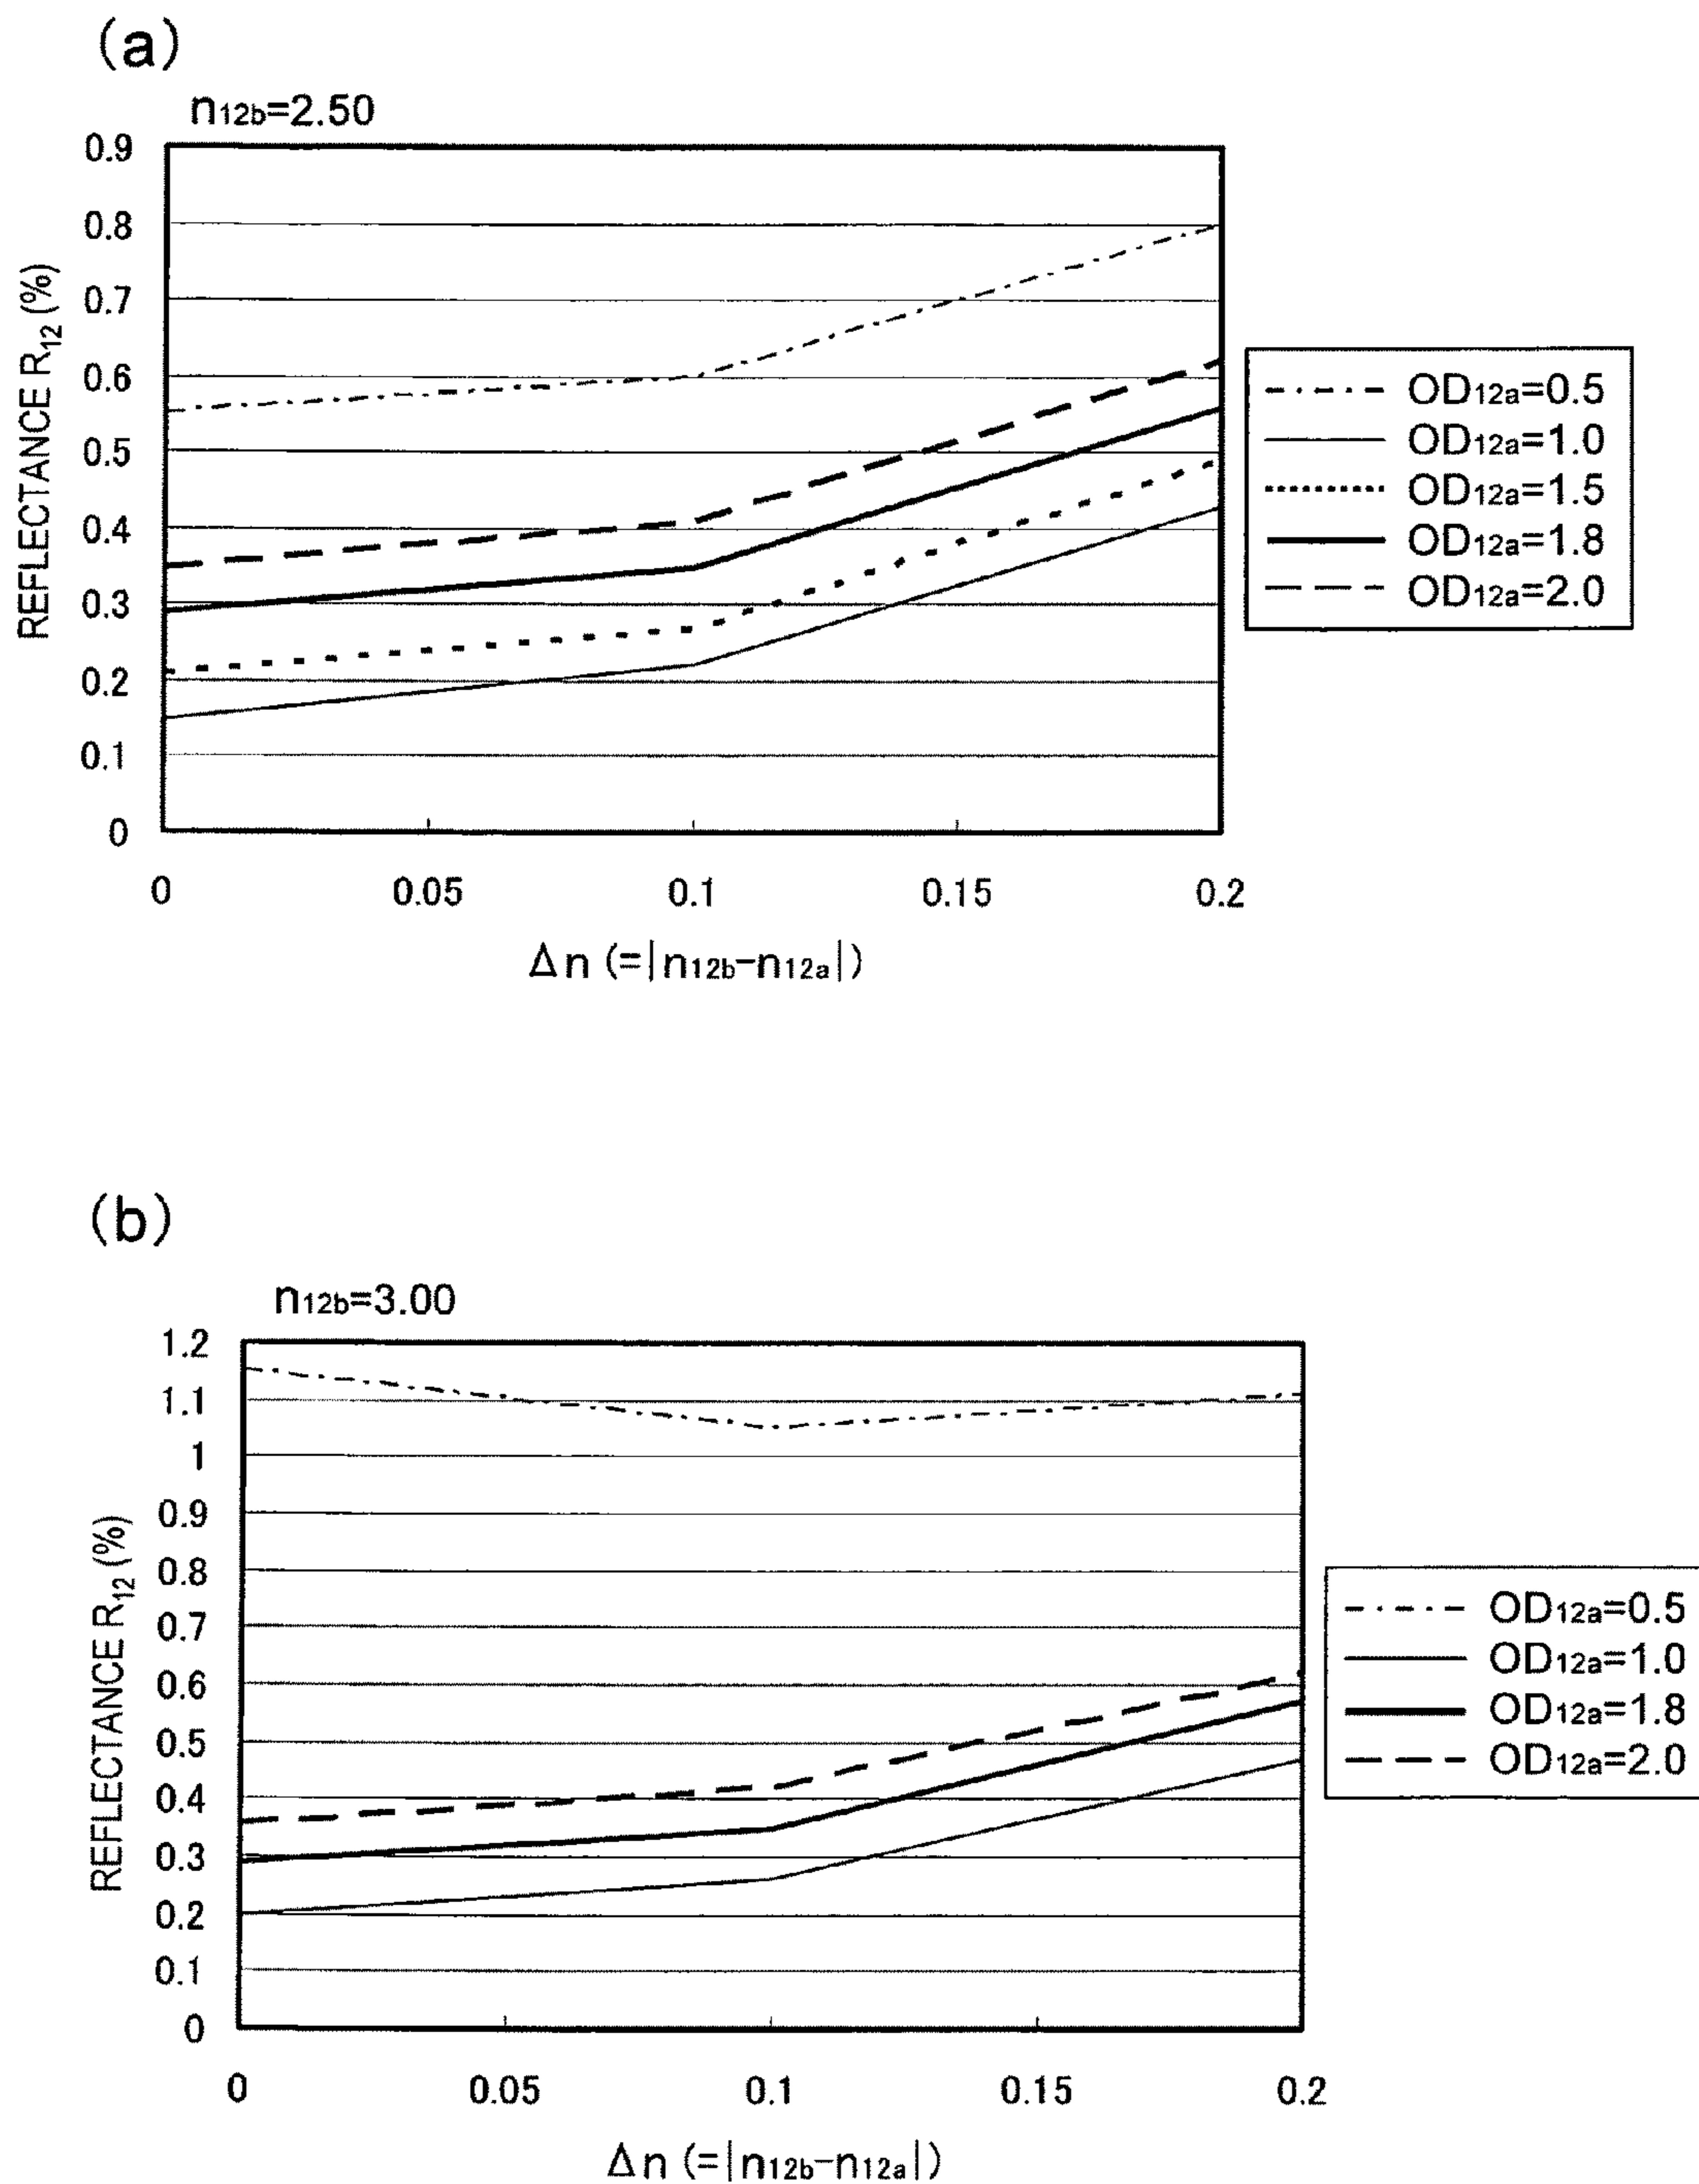 (a)
n12b=2.50
0.9
0.8
0.7
0.6
0.5
0.4
0.3
0.2
0.1
0
REFLECTANCE R12 (%)
0 0.05 0.1 0.15 0.2
Δn (=|n12b-n12a|)
OD12a=0.5
OD12a=1.0
OD12a=1.5
OD12a=1.8
OD12a=2.0
(b)
n12b=3.00
1.2
1.1
1
0.9
0.8
0.7
0.6
0.5
0.4
0.3
0.2
0.1
0
REFLECTANCE R12 (%)
0 0.05 0.1 0.15 0.2
Δn (=|n12b-n12a|)
OD12a=0.5
OD12a=1.0
OD12a=1.8
OD12a=2.0